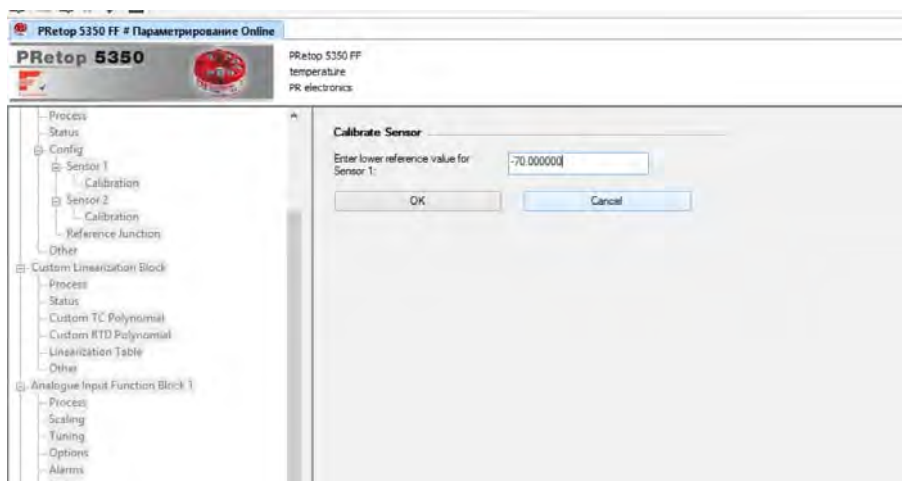 PRetop 5350 FF # Параметрирование Online
PRetop 5350
PRetop 5350 FF
temperature
PR electronics
Process
Status
Config
Sensor 1
Calibration
Sensor 2
Calibration
Reference Junction
Other
Custom Linearization Block
Process
Status
Custom TC Polynomial
Custom RTD Polynomial
Linearization Table
Other
Analogue Input Function Block 1
Process
Scaling
Tuning
Options
Alarms
Calibrate Sensor
Enter lower reference value for
Sensor 1:
-70.000000
OK
Cancel